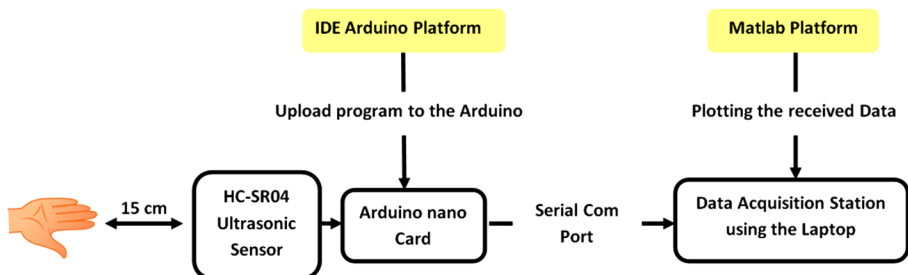 IDE Arduino Platform
Matlab Platform
Upload program to the Arduino
Plotting the received Data
15 cm
HC-SR04
Ultrasonic
Sensor
Arduino nano
Card
Serial Com
Port
Data Acquisition Station
using the Laptop